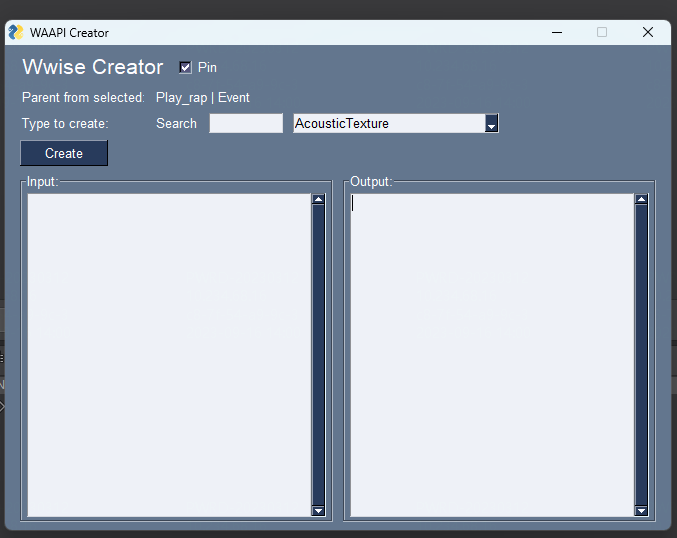 WAAPI Creator
Wwise Creator Pin
Parent from selected: Play_rap | Event
Type to create: Search AcousticTexture
Create
Input: Output: